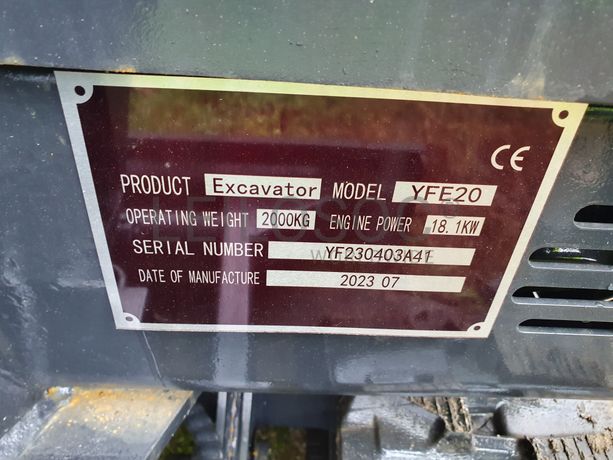 CE
PRODUCT Excavator MODEL YFE20
OPERATING WEIGHT 2000KG ENGINE POWER 18.1KW
SERIAL NUMBER YF230403A41
DATE OF MANUFACTURE 2023 07